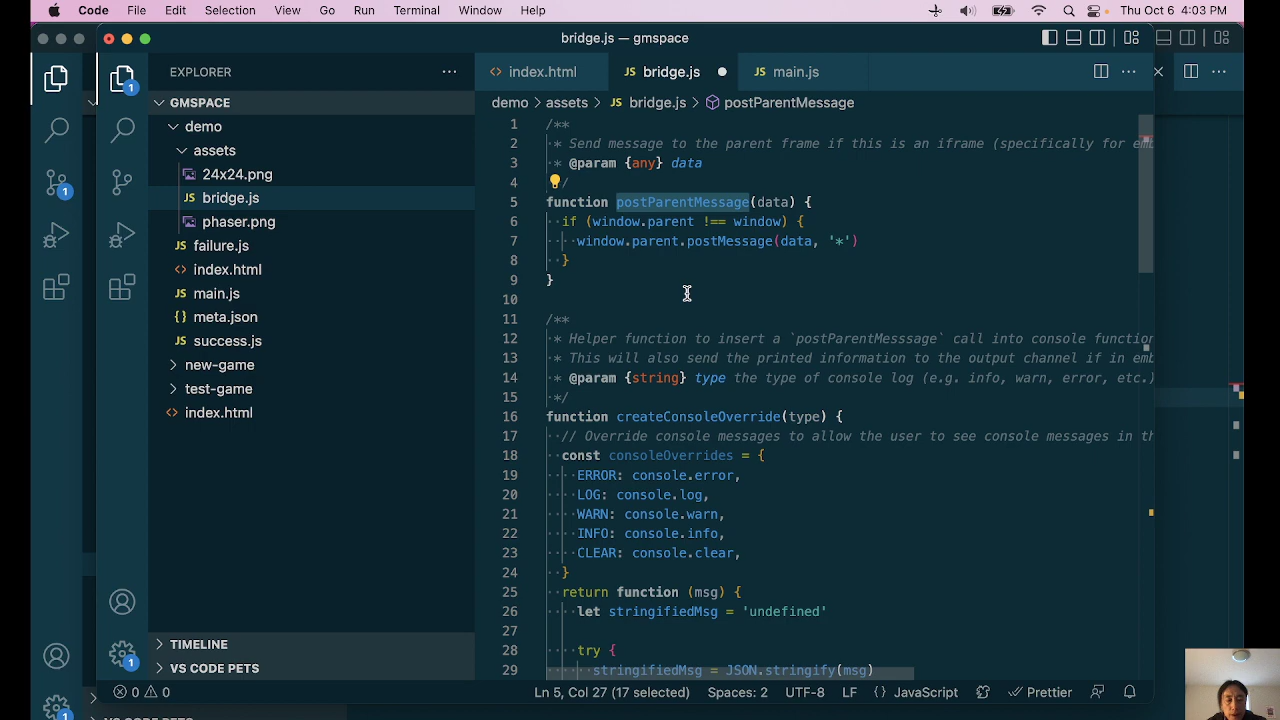 Code File Edit Selection View Go Run Terminal Window Help Thu Oct 6 4:03 PM
bridge.js — gmspace
EXPLORER
GMSPACE
demo
assets
24x24.png
bridge.js
phaser.png
failure.js
index.html
main.js
meta.json
success.js
new-game
test-game
index.html
TIMELINE
VS CODE PETS
index.html bridge.js main.js
demo > assets > bridge.js > postParentMessage
1 /**
2 * Send message to the parent frame if this is an iframe (specifically for emb
3 * @param {any} data
4 /
5 function postParentMessage(data) {
6 if (window.parent !== window) {
7 window.parent.postMessage(data, '*')
8 }
9 }
10
11 /**
12 * Helper function to insert a `postParentMesssage` call into console function
13 * This will also send the printed information to the output channel if in emb
14 * @param {string} type the type of console log (e.g. info, warn, error, etc.)
15 */
16 function createConsoleOverride(type) {
17 // Override console messages to allow the user to see console messages in th
18 const consoleOverrides = {
19 ERROR: console.error,
20 LOG: console.log,
21 WARN: console.warn,
22 INFO: console.info,
23 CLEAR: console.clear,
24 }
25 return function (msg) {
26 let stringifiedMsg = 'undefined'
27
28 try {
29 stringifiedMsg = JSON.stringify(msg)
0 0 Ln 5, Col 27 (17 selected) Spaces: 2 UTF-8 LF {} JavaScript Prettier
1
1
1
1